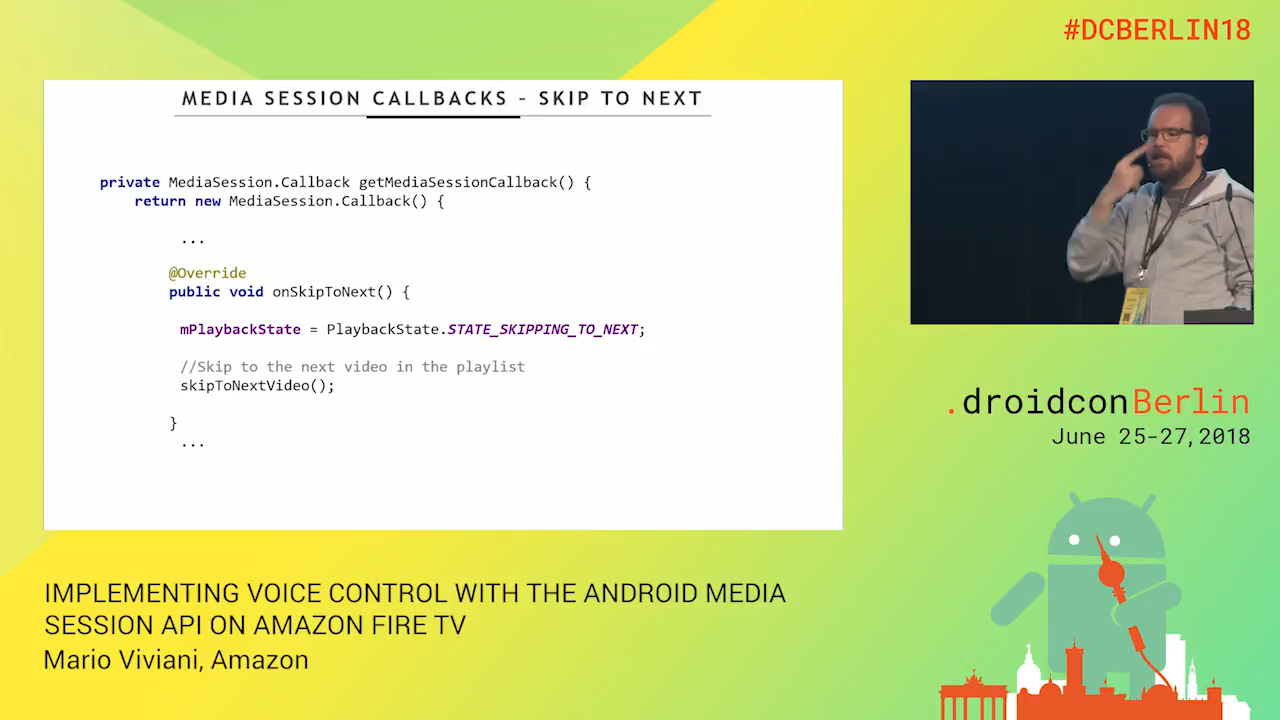 #DCBERLIN18
MEDIA SESSION CALLBACKS - SKIP TO NEXT
private MediaSession.Callback getMediaSessionCallback() {
return new MediaSession.Callback() {
...
@Override
public void onSkipToNext() {
mPlaybackState = PlaybackState.STATE_SKIPPING_TO_NEXT;
//Skip to the next video in the playlist
skipToNextVideo();
}
...
.droidconBerlin
June 25-27,2018
IMPLEMENTING VOICE CONTROL WITH THE ANDROID MEDIA
SESSION API ON AMAZON FIRE TV
Mario Viviani, Amazon